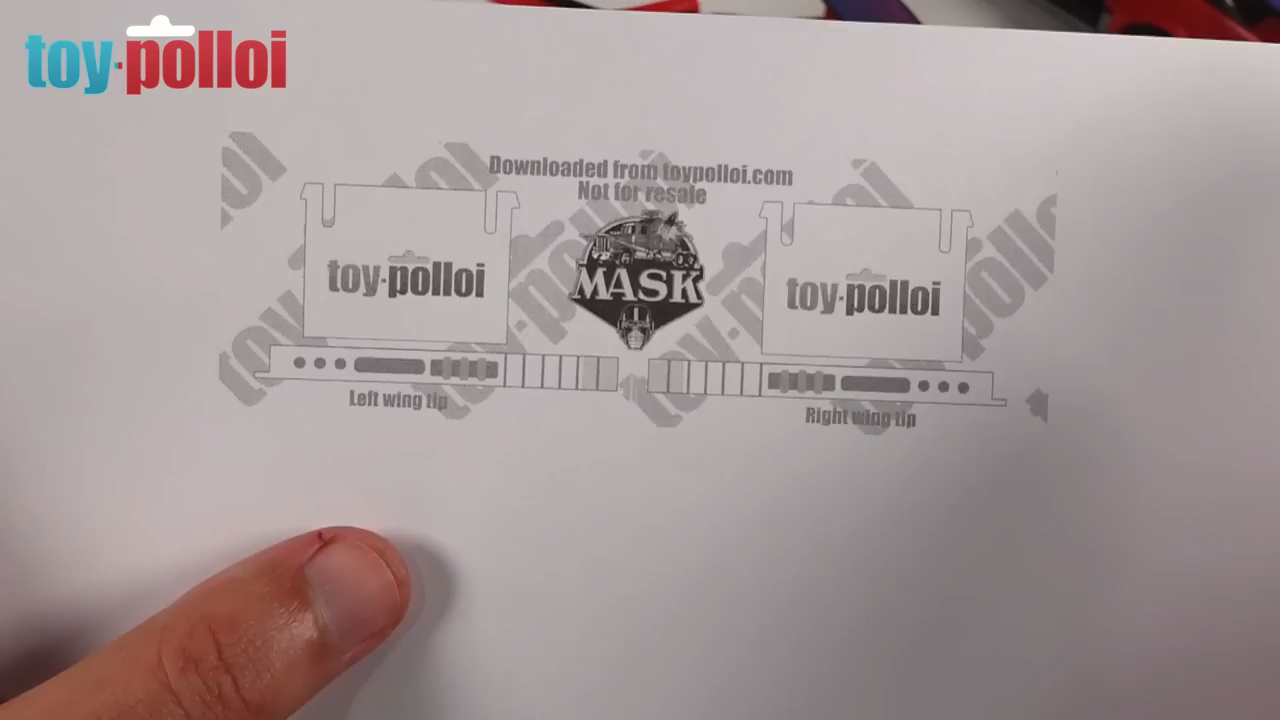 toy·polloi
Downloaded from toypolloi.com
Not for resale
toy·polloi
MASK
toy·polloi
Left wing tip
Right wing tip